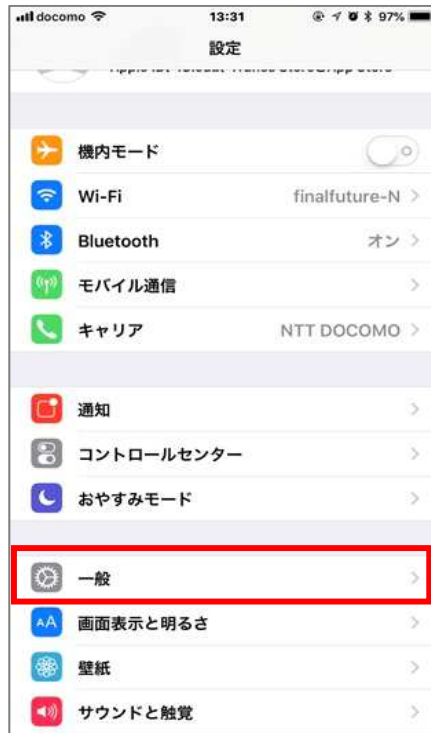 docomo 13:31 97%
設定
機内モード
Wi-Fi finalfuture-N
Bluetooth オン
モバイル通信
キャリア NTT DOCOMO
通知
コントロールセンター
おやすみモード
一般
AA 画面表示と明るさ
壁紙
サウンドと触覚